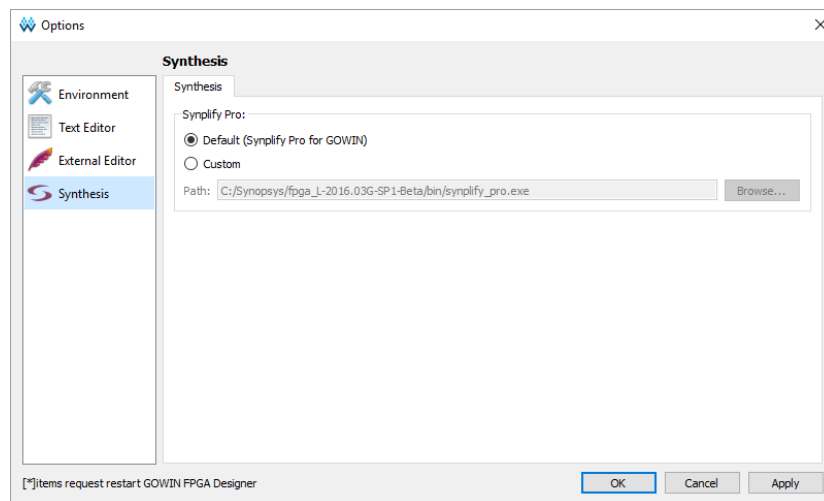 Options
Synthesis
Environment
Text Editor
External Editor
Synthesis
Synthesis
Synplify Pro:
Default (Synplify Pro for GOWIN)
Custom
Path: C:/Synopsys/fpga_L-2016.03G-SP1-Beta/bin/synplify_pro.exe Browse...
[*]items request restart GOWIN FPGA Designer
OK Cancel Apply